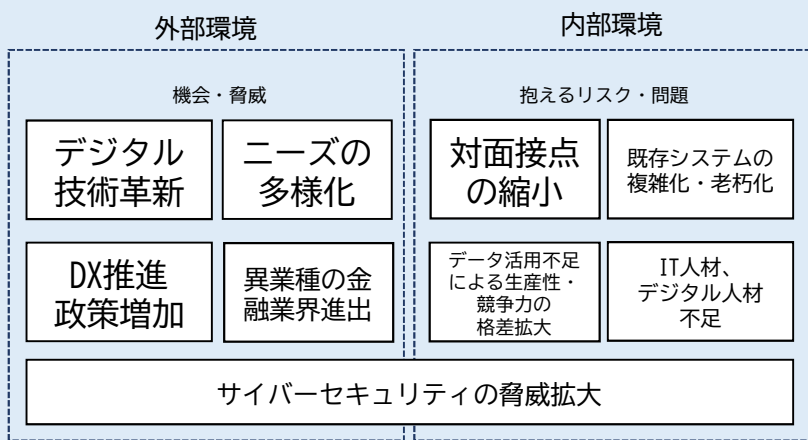 外部環境
内部環境
機会・脅威
抱えるリスク・問題
デジタル
技術革新
ニーズの
多様化
対面接点
の縮小
既存システムの
複雑化・老朽化
DX推進
政策増加
異業種の金
融業界進出
データ活用不足
による生産性・
競争力の
格差拡大
IT人材、
デジタル人材
不足
サイバーセキュリティの脅威拡大